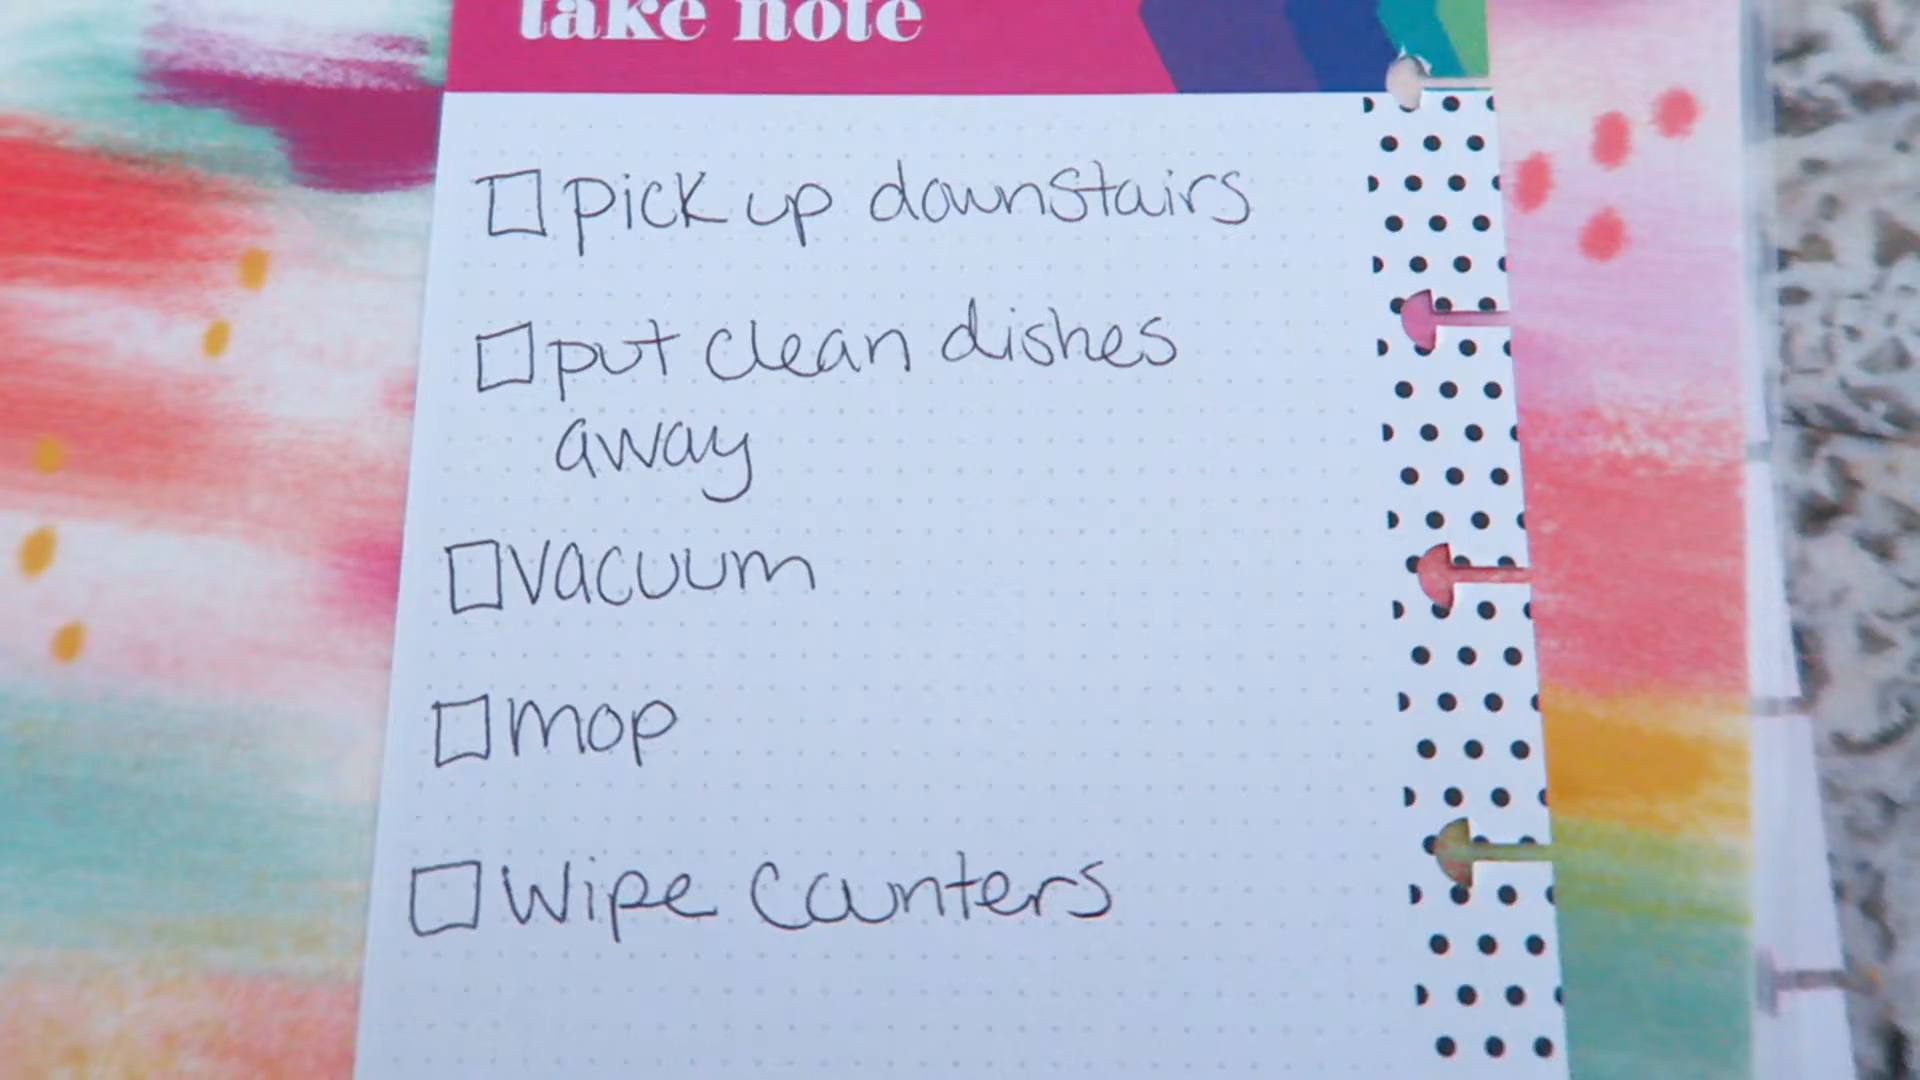 take note
☐ pick up downstairs
☐ put clean dishes
away
☐ vacuum
☐ mop
☐ wipe counters